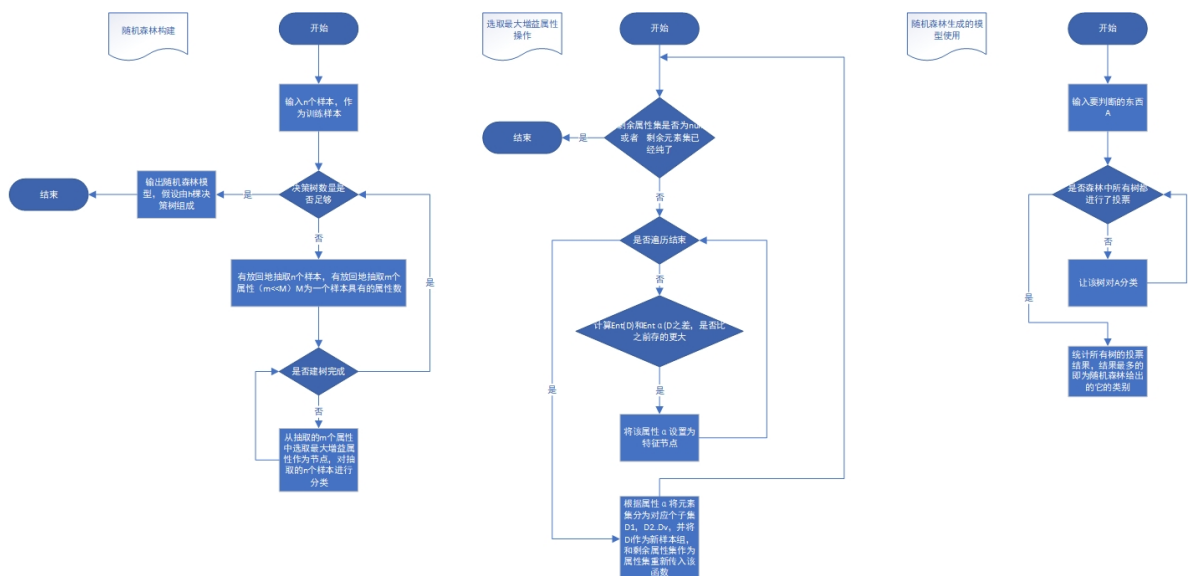 随机森林构建
开始
输入n个样本，作
为训练样本
决策树数量是
否足够
是
输出随机森林模
型，假设由h棵决
策树组成
结束
否
有放回地抽取n个样本，有放回地抽取m个
属性（m<<M）M为一个样本具有的属性数
是否建树完成
是
否
从抽取的m个属性
中选取最大增益属
性作为节点，对抽
取的n个样本进行
分类
选取最大增益属性
操作
开始
剩余属性集是否为null
或者 剩余元素集已
经纯了
是
结束
否
是否遍历结束
否
计算Ent(D)和Entα(D之差，是否比
之前存的更大
是
是
将该属性α设置为
特征节点
根据属性α将元素
集分为对应个子集
D1，D2..Dv，并将
Di作为新样本组，
和剩余属性集作为
属性集重新传入该
函数
随机森林生成的模
型使用
开始
输入要判断的东西
A
是否森林中所有树都
进行了投票
否
让该树对A分类
是
统计所有树的投票
结果，结果最多的
即为随机森林给出
的它的类别